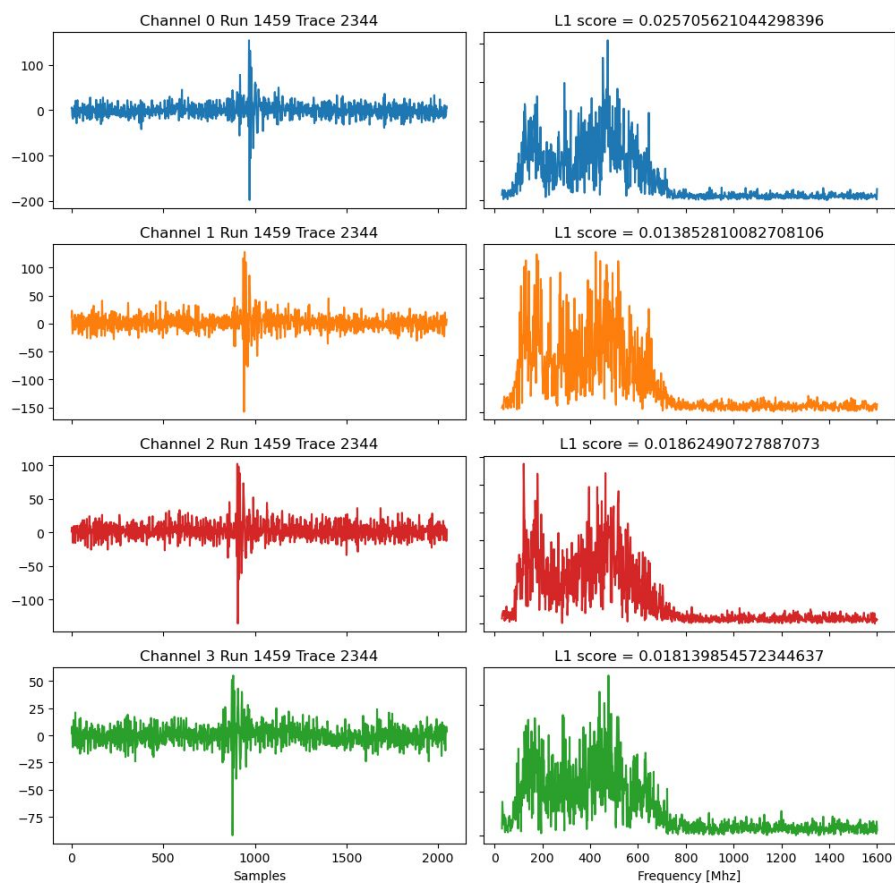 Channel 0 Run 1459 Trace 2344
L1 score = 0.025705621044298396
100
0
−100
−200
Channel 1 Run 1459 Trace 2344
L1 score = 0.013852810082708106
100
50
0
−50
−100
−150
Channel 2 Run 1459 Trace 2344
L1 score = 0.01862490727887073
100
50
0
−50
−100
Channel 3 Run 1459 Trace 2344
L1 score = 0.018139854572344637
50
25
0
−25
−50
−75
0 500 1000 1500 2000
0 200 400 600 800 1000 1200 1400 1600
Samples
Frequency [Mhz]